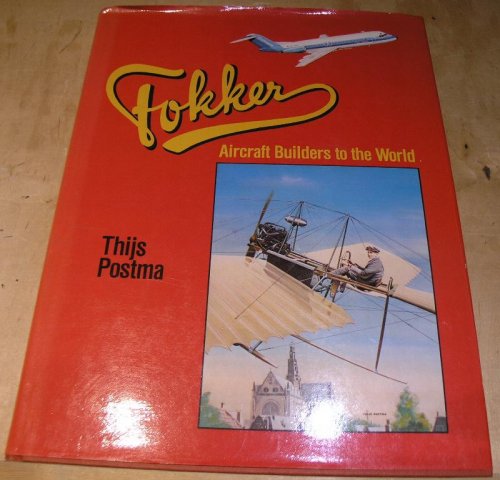 Fokker
Aircraft Builders to the World
Thijs
Postma